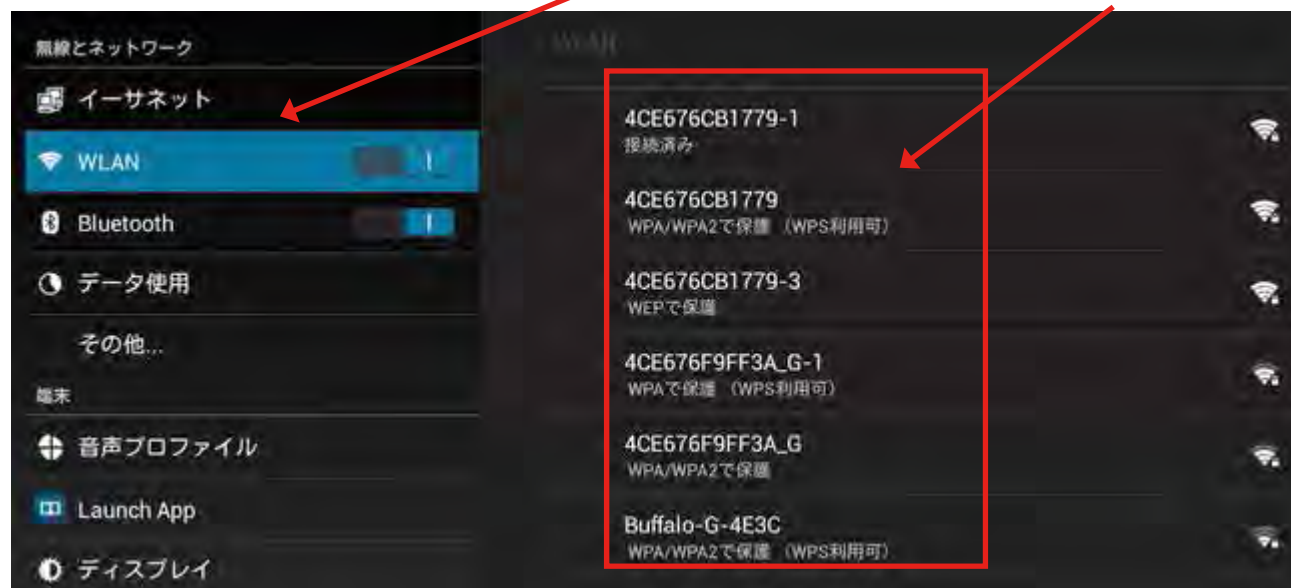 無線とネットワーク
イーサネット
WLAN
Bluetooth
データ使用
その他...
端末
音声プロファイル
Launch App
ディスプレイ
WLAN
4CE676CB1779-1
接続済み
4CE676CB1779
WPA/WPA2で保護 （WPS利用可）
4CE676CB1779-3
WEPで保護
4CE676F9FF3A_G-1
WPAで保護 （WPS利用可）
4CE676F9FF3A_G
WPA/WPA2で保護
Buffalo-G-4E3C
WPA/WPA2で保護 （WPS利用可）